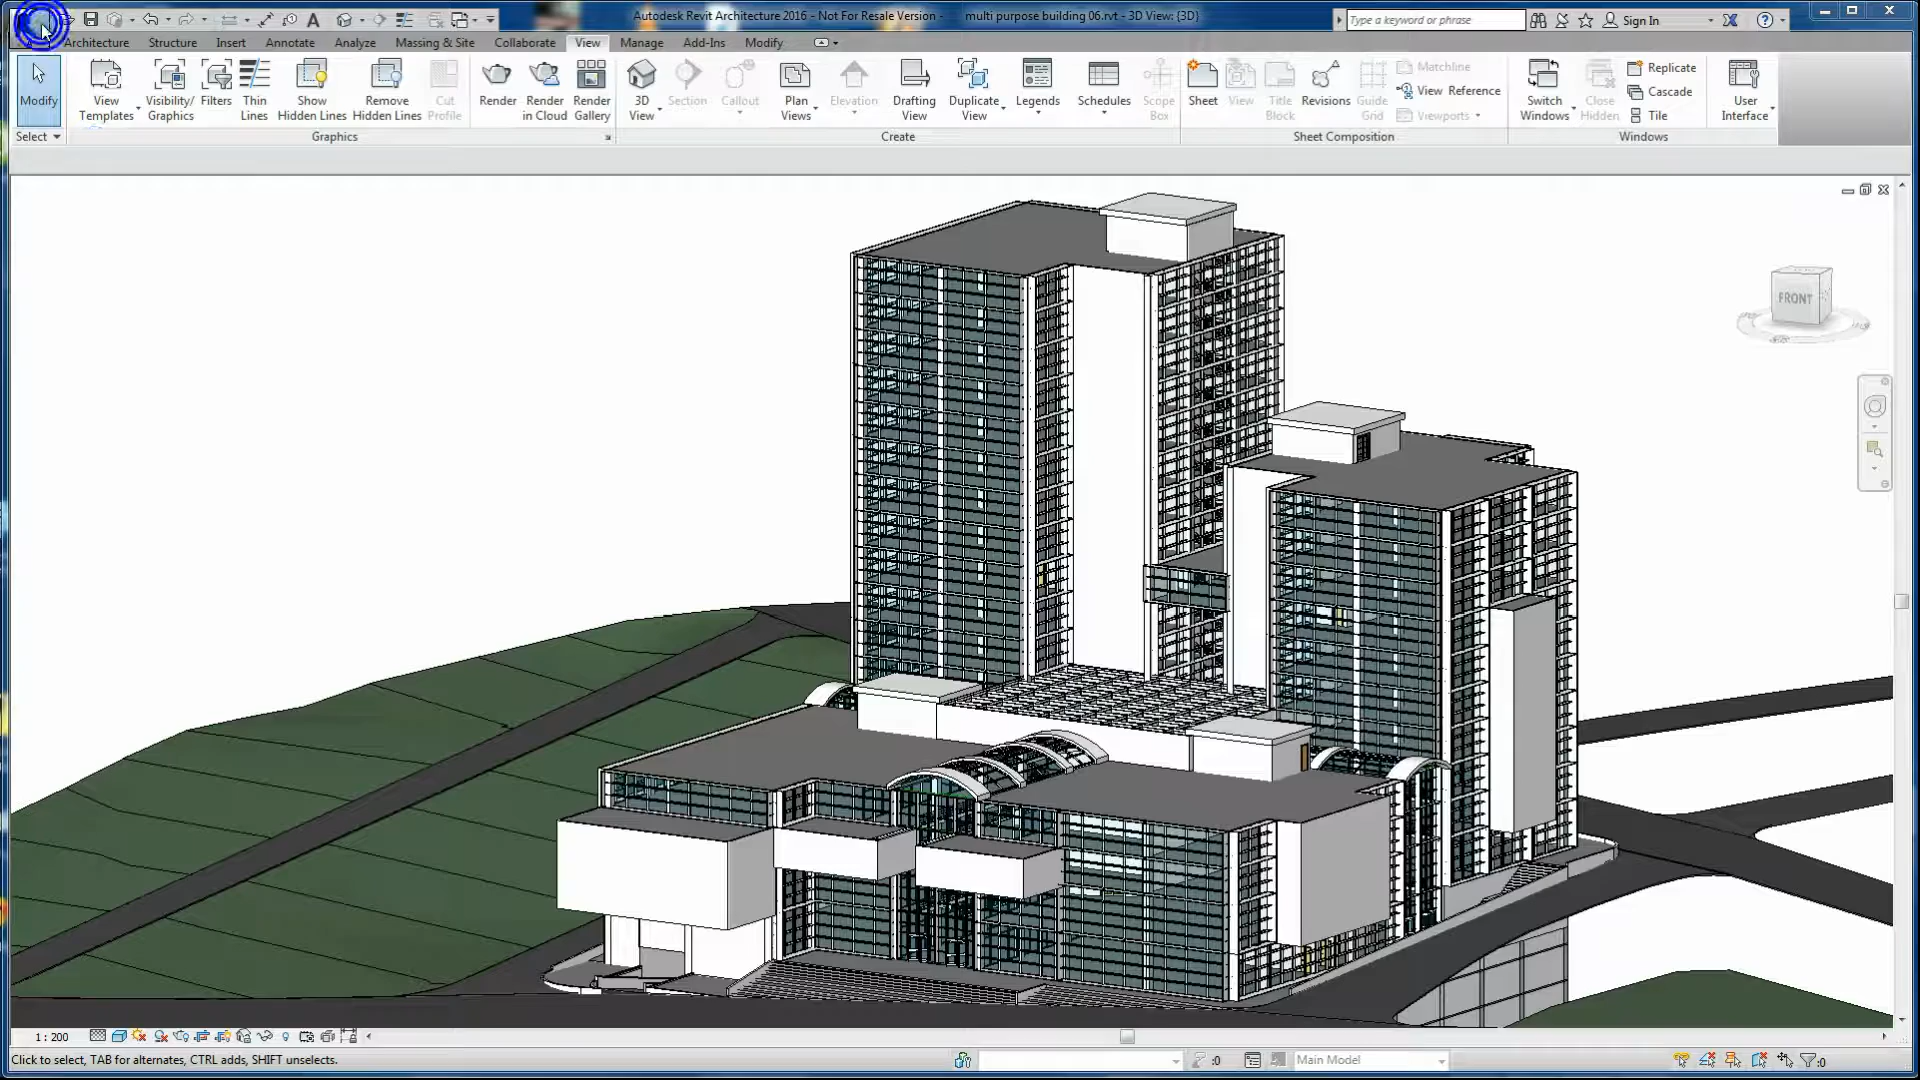 Autodesk Revit Architecture 2016 - Not For Resale Version - multi purpose building 06.rvt - 3D View: {3D}
Type a keyword or phrase
Sign In
Architecture Structure Insert Annotate Analyze Massing & Site Collaborate View Manage Add-Ins Modify
Modify
View Templates
Visibility/ Graphics
Filters
Thin Lines
Show Hidden Lines
Remove Hidden Lines
Cut Profile
Render
Render in Cloud
Render Gallery
3D View
Section
Callout
Plan Views
Elevation
Drafting View
Duplicate View
Legends
Schedules
Scope Box
Sheet
View
Title Block
Revisions
Guide Grid
Matchline
View Reference
Viewports
Switch Windows
Close Hidden
Replicate
Cascade
Tile
User Interface
Select Graphics Create Sheet Composition Windows
FRONT
1 : 200
Click to select, TAB for alternates, CTRL adds, SHIFT unselects.
:0
Main Model
:0